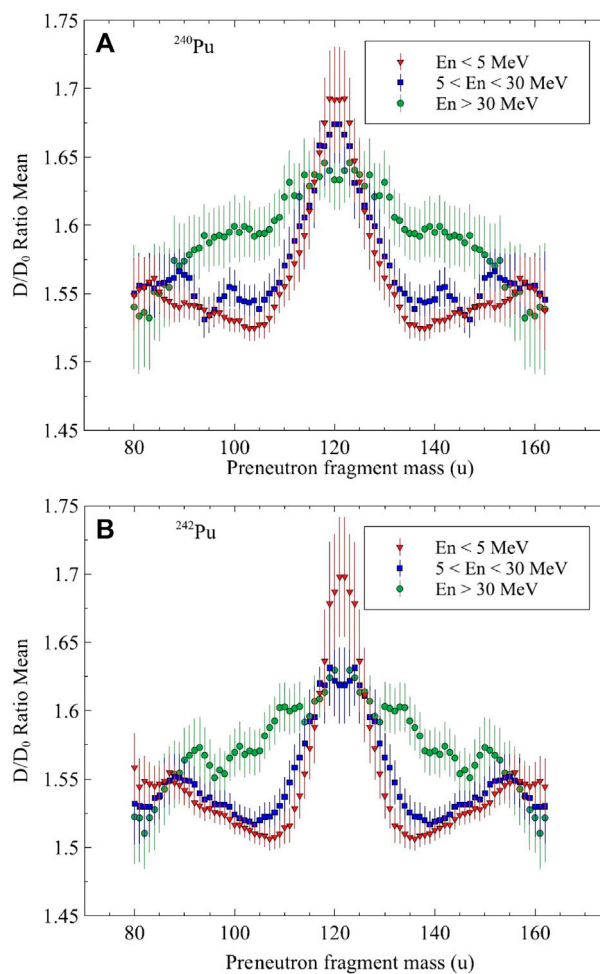 A
²⁴⁰Pu
En < 5 MeV
5 < En < 30 MeV
En > 30 MeV
D/D₀ Ratio Mean
1.75
1.7
1.65
1.6
1.55
1.5
1.45
80 100 120 140 160
Preneutron fragment mass (u)
B
²⁴²Pu
En < 5 MeV
5 < En < 30 MeV
En > 30 MeV
D/D₀ Ratio Mean
1.75
1.7
1.65
1.6
1.55
1.5
1.45
80 100 120 140 160
Preneutron fragment mass (u)